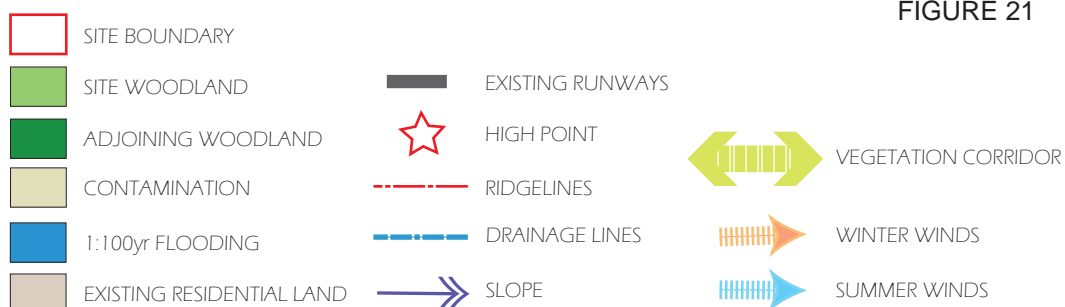 FIGURE 21
SITE BOUNDARY
SITE WOODLAND
ADJOINING WOODLAND
CONTAMINATION
1:100yr FLOODING
EXISTING RESIDENTIAL LAND
EXISTING RUNWAYS
HIGH POINT
RIDGELINES
DRAINAGE LINES
SLOPE
VEGETATION CORRIDOR
WINTER WINDS
SUMMER WINDS